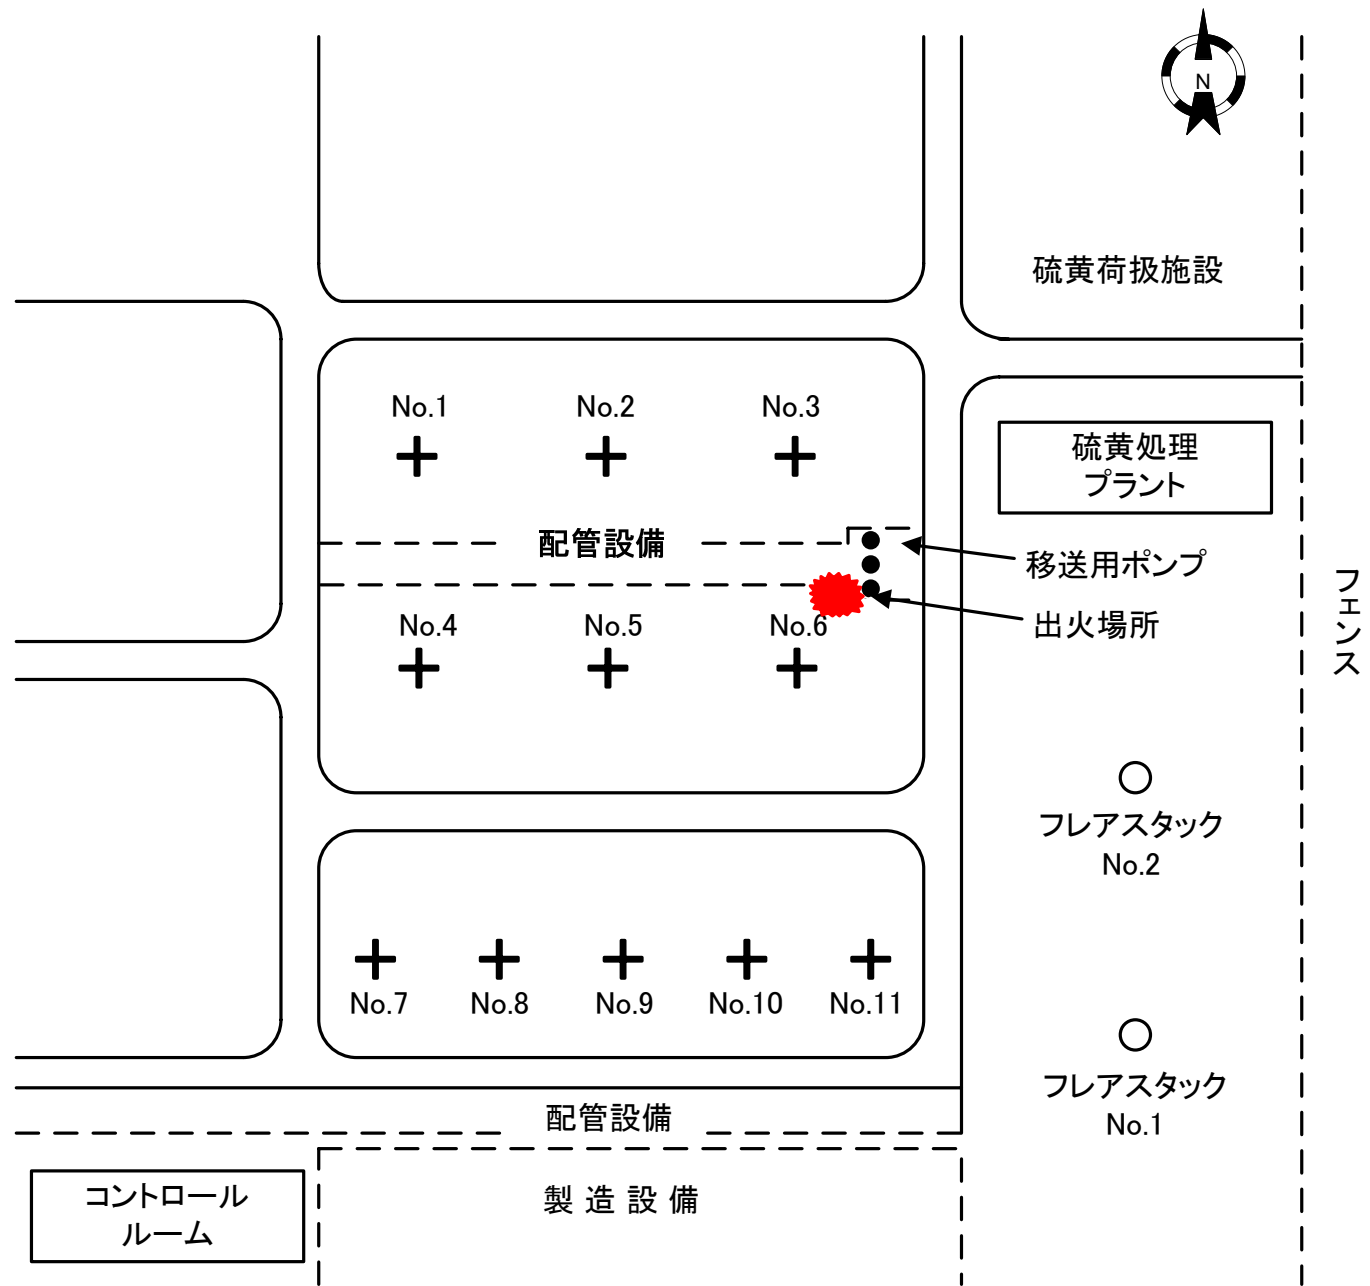 N
硫黄荷扱施設
No.1
No.2
No.3
硫黄処理
プラント
配管設備
移送用ポンプ
出火場所
フェンス
No.4
No.5
No.6
フレアスタック
No.2
No.7
No.8
No.9
No.10
No.11
フレアスタック
No.1
配管設備
コントロール
ルーム
製造設備